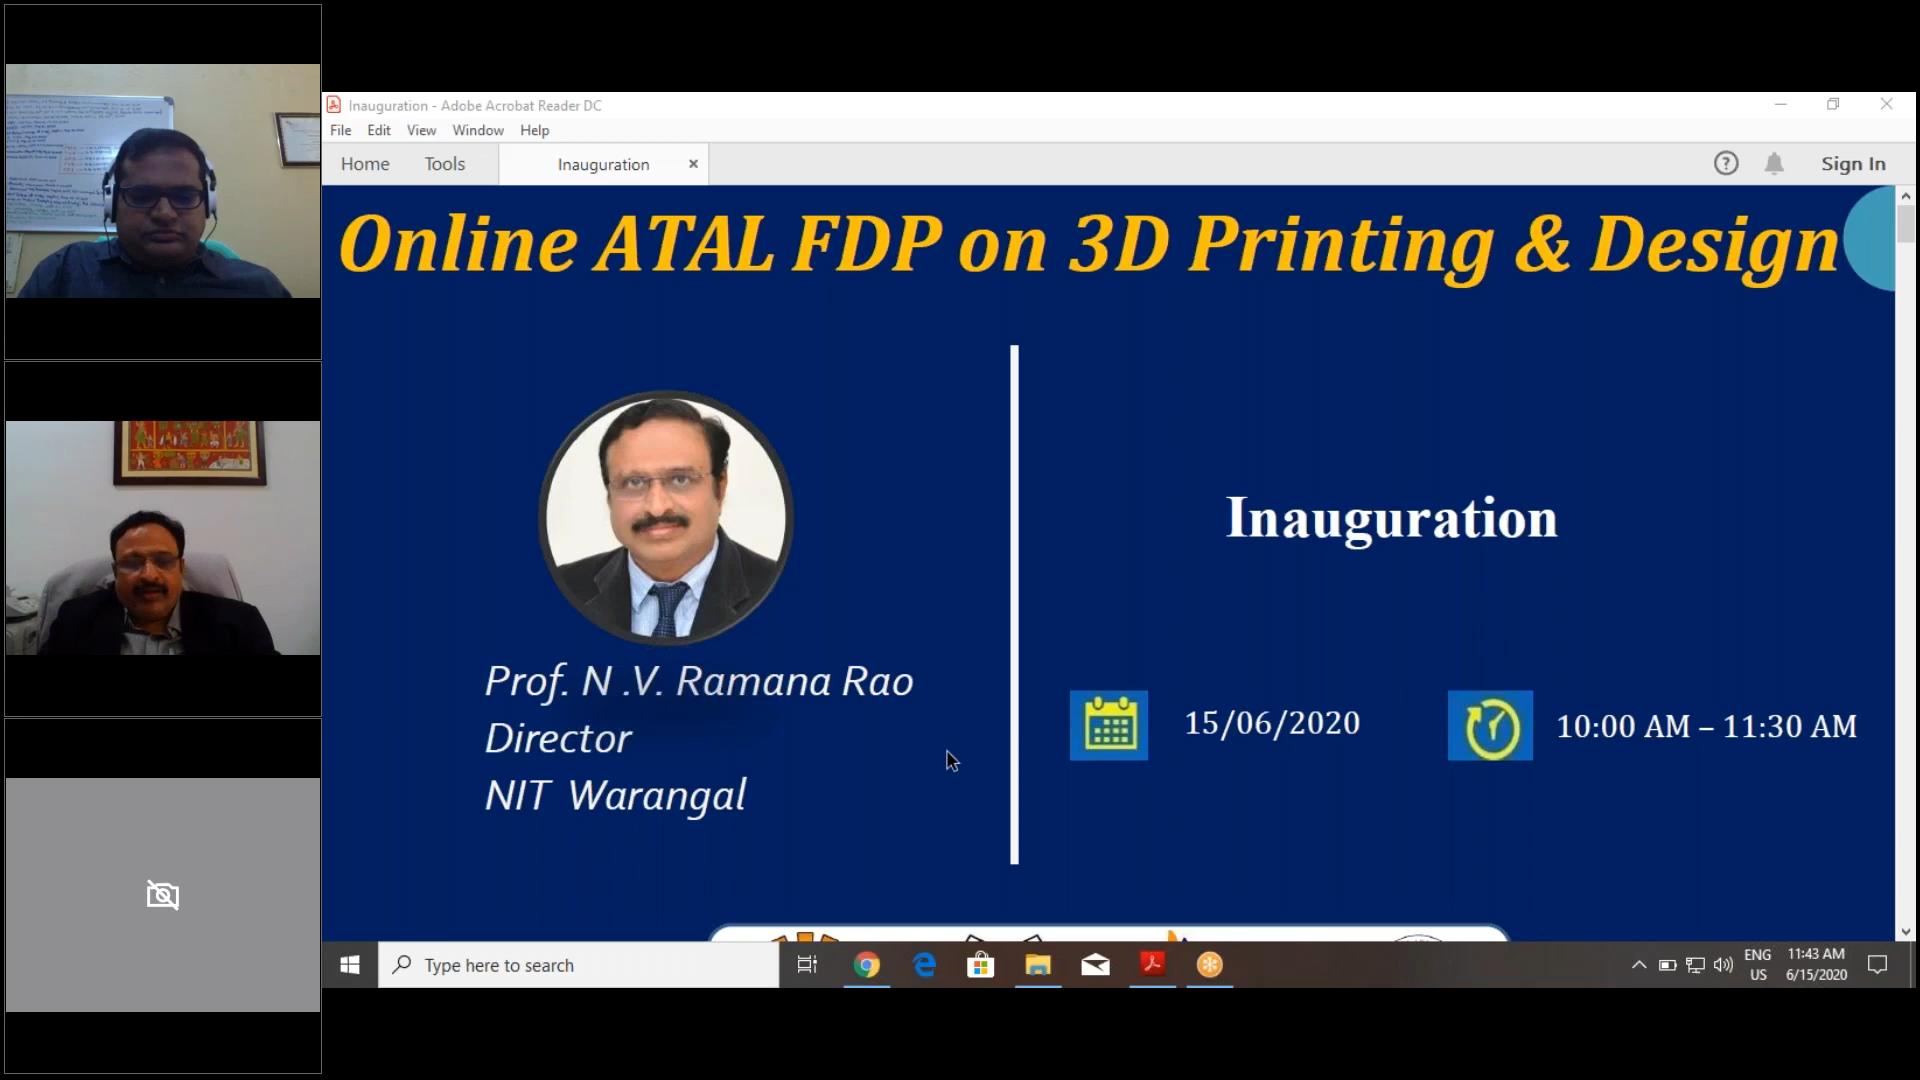 Inauguration - Adobe Acrobat Reader DC
File Edit View Window Help
Home Tools Inauguration × Sign In
Online ATAL FDP on 3D Printing & Design
Prof. N .V. Ramana Rao
Director
NIT Warangal
Inauguration
15/06/2020 10:00 AM – 11:30 AM
Type here to search
ENG
US
11:43 AM
6/15/2020